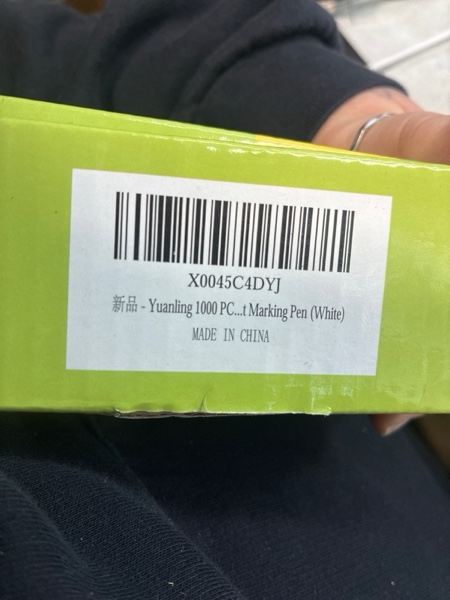 X0045C4DYJ
新品 - Yuanling 1000 PC...t Marking Pen (White)
MADE IN CHINA